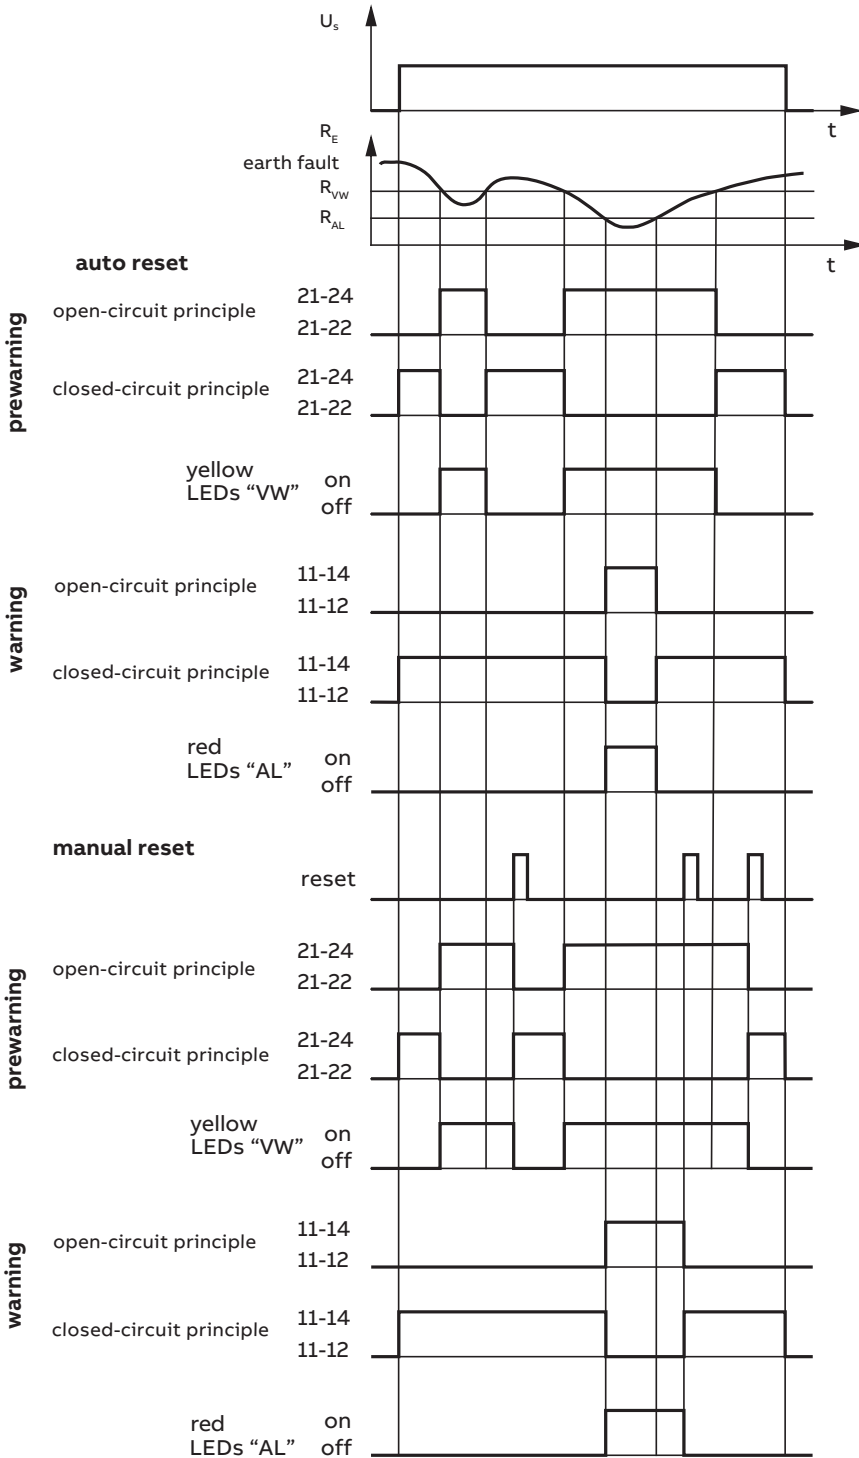 Us
t
RE
earth fault
RVW
RAL
t
auto reset
prewarning
open-circuit principle
21-24
21-22
closed-circuit principle
21-24
21-22
yellow
LEDs “VW”
on
off
warning
open-circuit principle
11-14
11-12
closed-circuit principle
11-14
11-12
red
LEDs “AL”
on
off
manual reset
reset
prewarning
open-circuit principle
21-24
21-22
closed-circuit principle
21-24
21-22
yellow
LEDs “VW”
on
off
warning
open-circuit principle
11-14
11-12
closed-circuit principle
11-14
11-12
red
LEDs “AL”
on
off